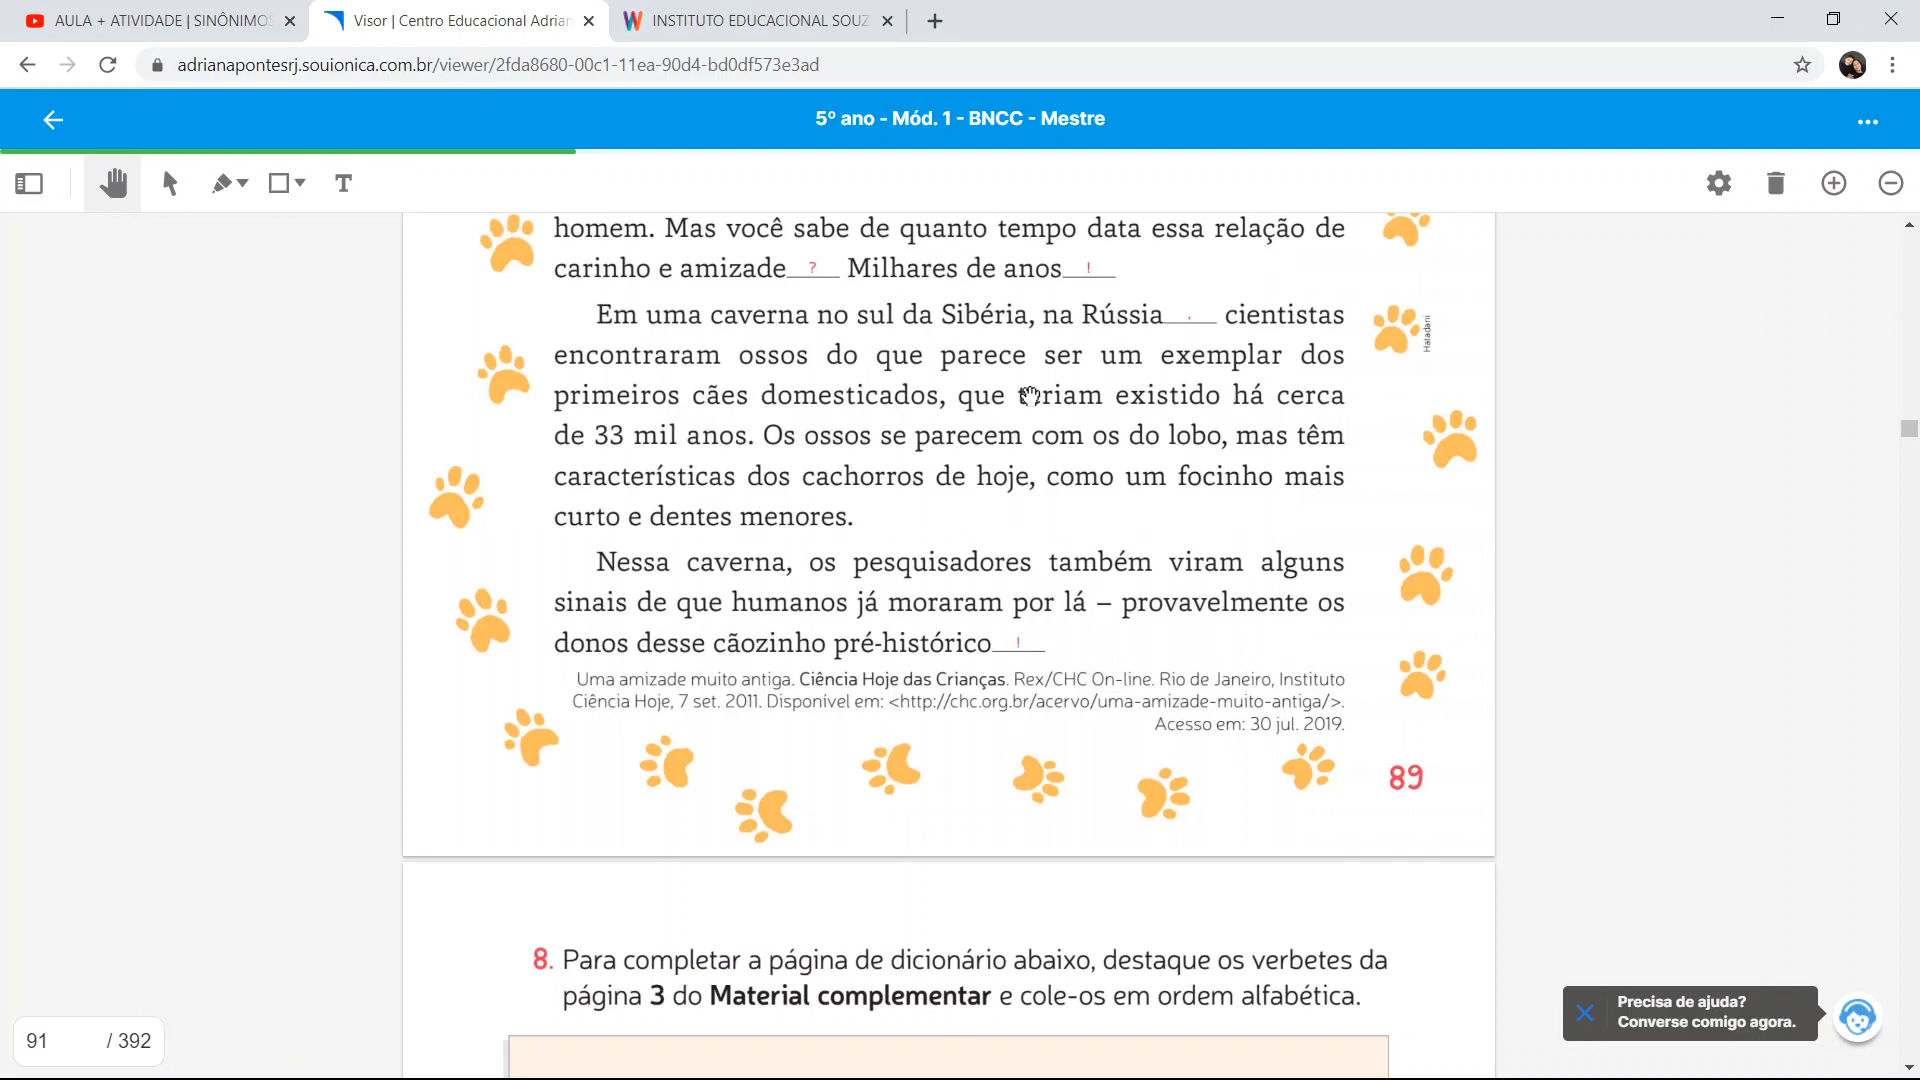 AULA + ATIVIDADE | SINÔNIMOS
Visor | Centro Educacional Adrian
INSTITUTO EDUCACIONAL SOUZ
adrianapontesrj.souionica.com.br/viewer/2fda8680-00c1-11ea-90d4-bd0df573e3ad
5º ano - Mód. 1 - BNCC - Mestre
T
homem. Mas você sabe de quanto tempo data essa relação de
carinho e amizade ? Milhares de anos !
Em uma caverna no sul da Sibéria, na Rússia , cientistas
encontraram ossos do que parece ser um exemplar dos
primeiros cães domesticados, que teriam existido há cerca
de 33 mil anos. Os ossos se parecem com os do lobo, mas têm
características dos cachorros de hoje, como um focinho mais
curto e dentes menores.
Nessa caverna, os pesquisadores também viram alguns
sinais de que humanos já moraram por lá – provavelmente os
donos desse cãozinho pré-histórico !
Hatadani
Uma amizade muito antiga. Ciência Hoje das Crianças. Rex/CHC On-line. Rio de Janeiro, Instituto
Ciência Hoje, 7 set. 2011. Disponível em: <http://chc.org.br/acervo/uma-amizade-muito-antiga/>.
Acesso em: 30 jul. 2019.
89
8. Para completar a página de dicionário abaixo, destaque os verbetes da
página 3 do Material complementar e cole-os em ordem alfabética.
Precisa de ajuda?
Converse comigo agora.
91 / 392